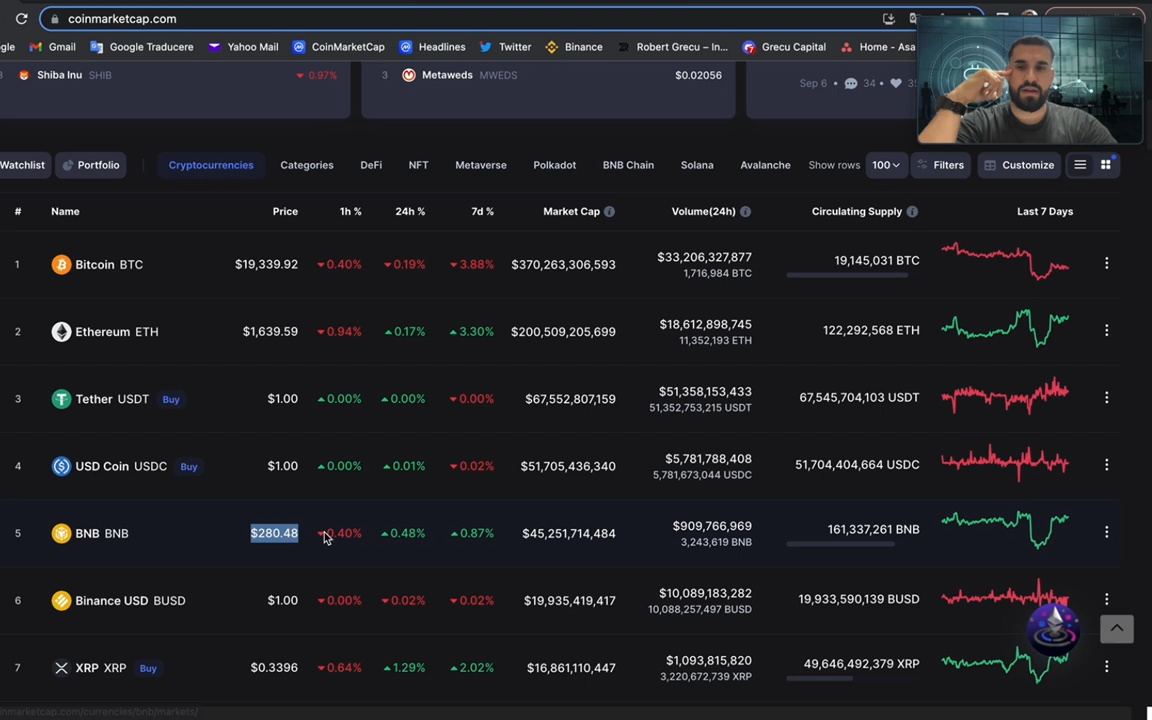 coinmarketcap.com
gle Gmail Google Traducere Yahoo Mail CoinMarketCap Headlines Twitter Binance Robert Grecu – In... Grecu Capital Home - Asa
3 Shiba Inu SHIB 0.97% 3 Metaweds MWEDS $0.02056
Sep 6 • 34 •
Watchlist Portfolio Cryptocurrencies Categories DeFi NFT Metaverse Polkadot BNB Chain Solana Avalanche Show rows 100 Filters Customize
# Name Price 1h % 24h % 7d % Market Cap Volume(24h) Circulating Supply Last 7 Days
1 Bitcoin BTC $19,339.92 0.40% 0.19% 3.88% $370,263,306,593 $33,206,327,877 19,145,031 BTC
1,716,984 BTC
2 Ethereum ETH $1,639.59 0.94% 0.17% 3.30% $200,509,205,699 $18,612,898,745 122,292,568 ETH
11,352,193 ETH
3 Tether USDT Buy $1.00 0.00% 0.00% 0.00% $67,552,807,159 $51,358,153,433 67,545,704,103 USDT
51,352,753,215 USDT
4 USD Coin USDC Buy $1.00 0.00% 0.01% 0.02% $51,705,436,340 $5,781,788,408 51,704,404,664 USDC
5,781,673,044 USDC
5 BNB BNB $280.48 0.40% 0.48% 0.87% $45,251,714,484 $909,766,969 161,337,261 BNB
3,243,619 BNB
6 Binance USD BUSD $1.00 0.00% 0.02% 0.02% $19,935,419,417 $10,089,183,282 19,933,590,139 BUSD
10,088,257,497 BUSD
7 XRP XRP Buy $0.3396 0.64% 1.29% 2.02% $16,861,110,447 $1,093,815,820 49,646,492,379 XRP
3,220,672,739 XRP
inmarketcap.com/currencies/bnb/markets/